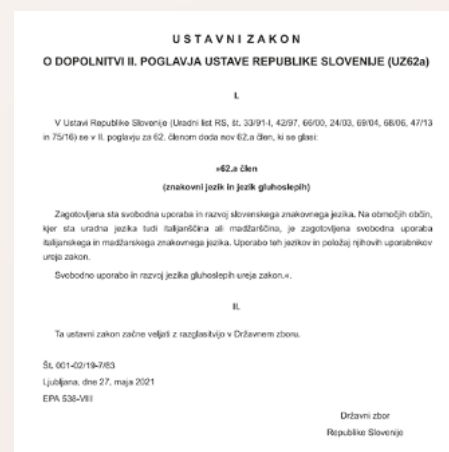 USTAVNI ZAKON
O DOPOLNITVI II. POGLAVJA USTAVE REPUBLIKE SLOVENIJE (UZ62a)
I.
V Ustavi Republike Slovenije (Uradni list RS, št. 33/91-I, 42/97, 66/00, 24/03, 69/04, 68/06, 47/13
in 75/16) se v II. poglavju za 62. členom doda nov 62.a člen, ki se glasi:
»62.a člen
(znakovni jezik in jezik gluhoslepih)
Zagotovljena sta svobodna uporaba in razvoj slovenskega znakovnega jezika. Na območjih občin,
kjer sta uradna jezika tudi italijanščina ali madžarščina, je zagotovljena svobodna uporaba
italijanskega in madžarskega znakovnega jezika. Uporabo teh jezikov in položaj njihovih uporabnikov
ureja zakon.
Svobodno uporabo in razvoj jezika gluhoslepih ureja zakon.«.
II.
Ta ustavni zakon začne veljati z razglasitvijo v Državnem zboru.
Št. 001-02/19-7/83
Ljubljana, dne 27. maja 2021
EPA 538-VIII
Državni zbor
Republike Slovenije